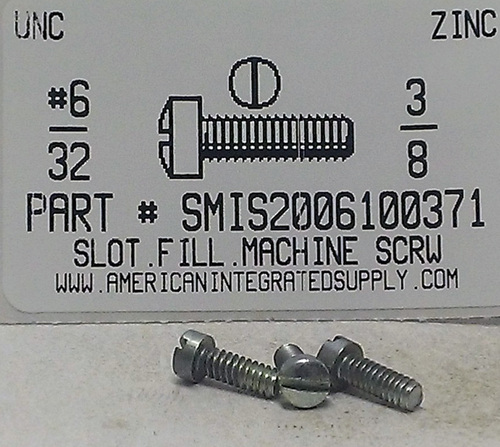 UNC ZINC
#6
32
3
8
PART # SMIS2006100371
SLOT.FILL.MACHINE SCRW
WWW.AMERICANINTEGRATEDSUPPLY.COM